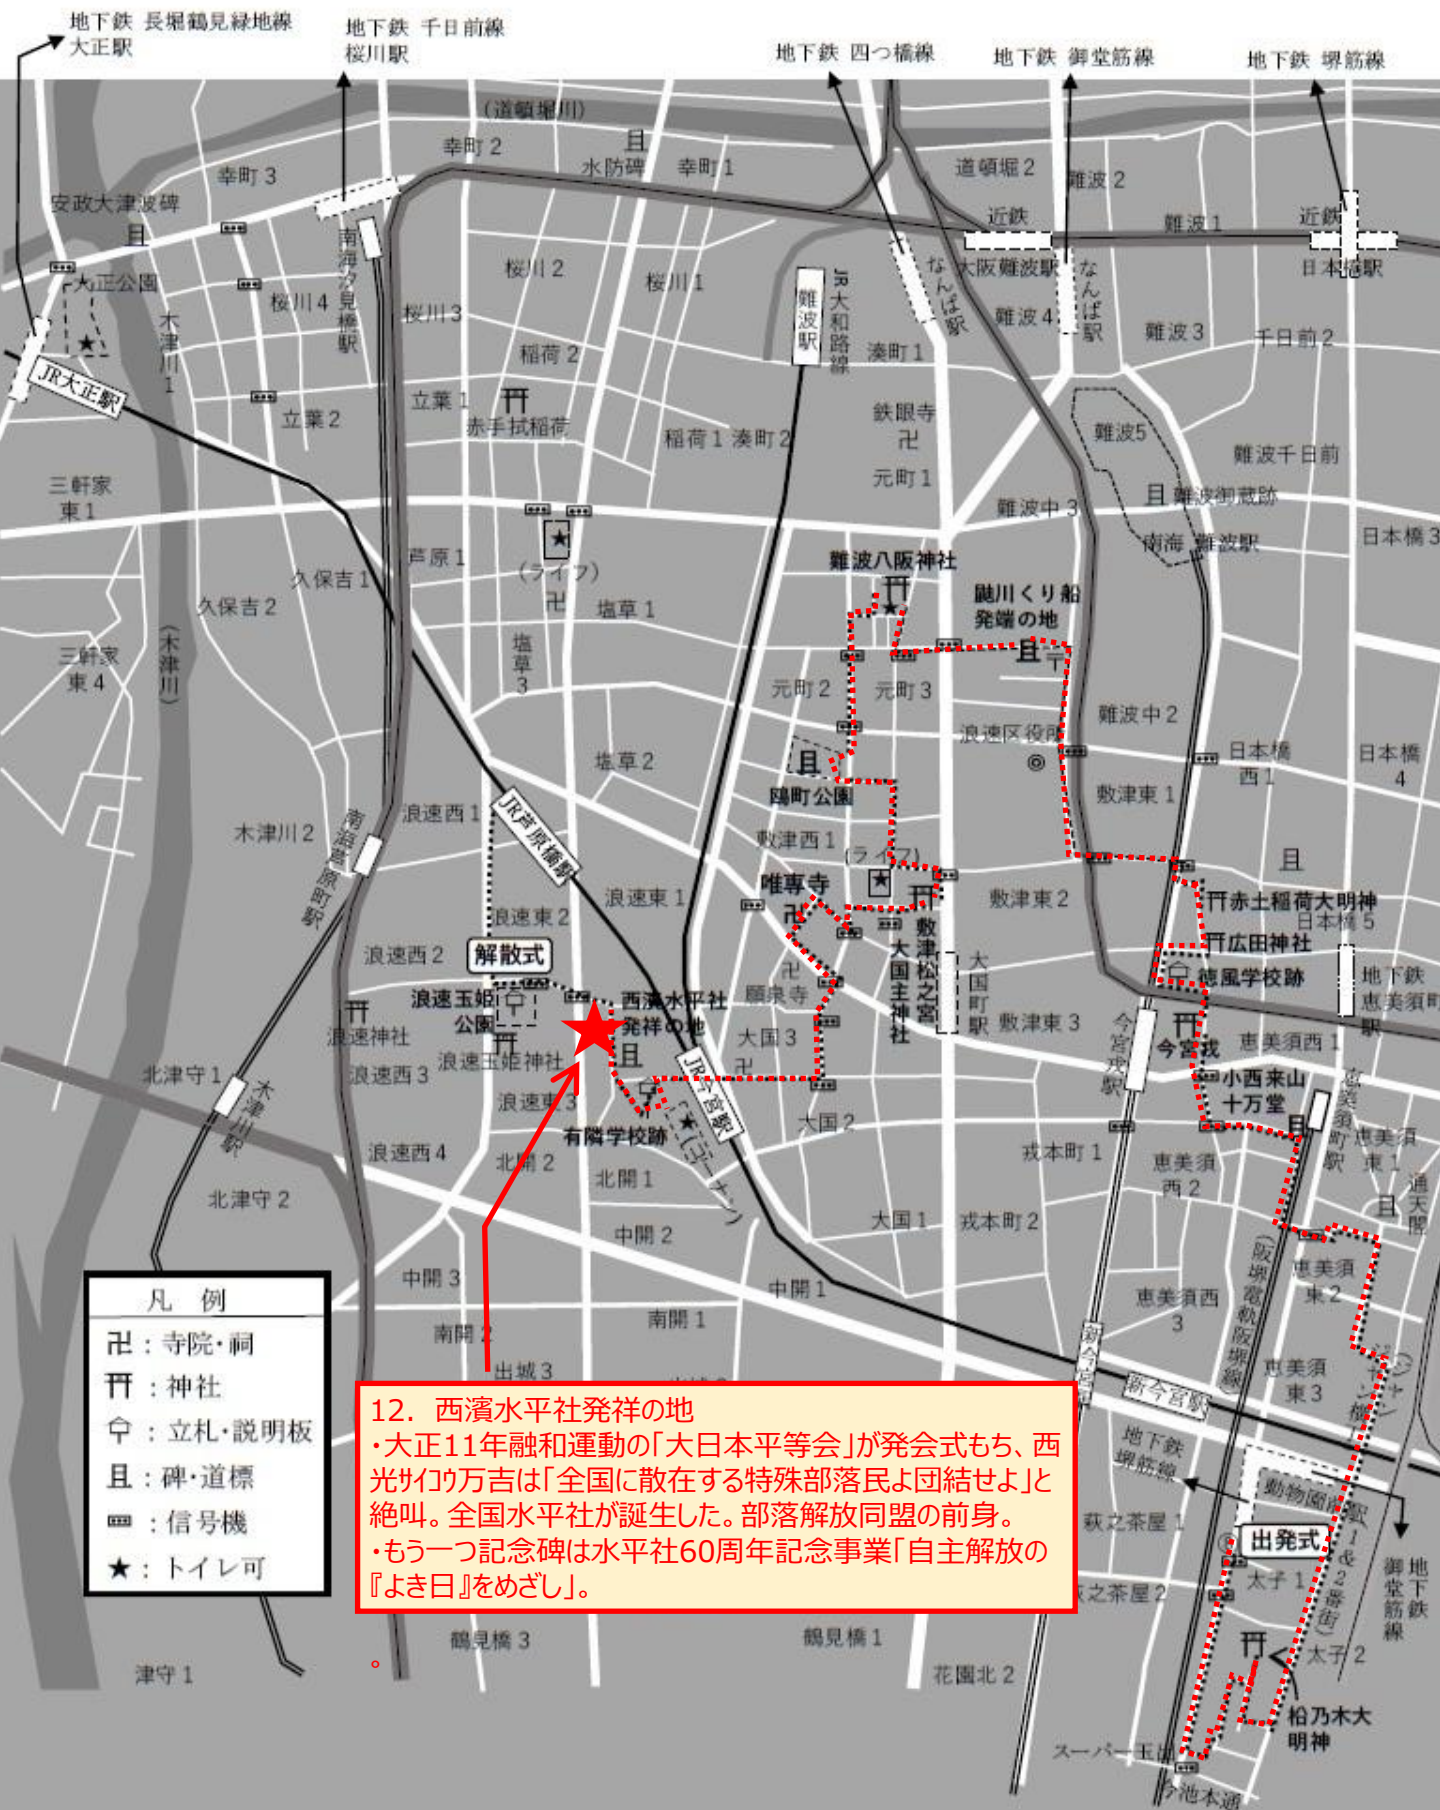 地下鉄 長堀鶴見緑地線
大正駅
地下鉄 千日前線
桜川駅
地下鉄 四つ橋線
地下鉄 御堂筋線
地下鉄 堺筋線
(道頓堀川)
幸町2
水防碑
幸町1
道頓堀2
難波2
幸町3
安政大津波碑
近鉄
難波1
近鉄
大阪難波駅
日本橋駅
南海汐見橋駅
大正公園
桜川4
木津川1
桜川3
桜川2
桜川1
難波駅
JR大和路線
なんば駅
なんば駅
難波4
難波3
千日前2
稲荷2
湊町1
JR大正駅
立葉2
立葉1
赤手拭稲荷
稲荷1
湊町2
鉄眼寺
難波5
難波千日前
元町1
三軒家
東1
難波中3
難波御蔵跡
日本橋3
南海 難波駅
久保吉1
芦原1
(ライフ)
難波八阪神社
鼬川くり船
発端の地
久保吉2
塩草1
(木津川)
三軒家
東4
塩草3
元町2
元町3
難波中2
浪速区役所
日本橋
西1
日本橋
4
塩草2
鴎町公園
敷津東1
木津川2
南海芦原町駅
浪速西1
JR芦原橋駅
敷津西1
(ライフ)
唯専寺
浪速東1
敷津東2
赤土稲荷大明神
日本橋5
浪速東2
広田神社
浪速西2
解散式
敷津松之宮
大国主神社
大国町駅
徳風学校跡
地下鉄
恵美須町
駅
浪速玉姫
公園
西濱水平社
発祥の地
願泉寺
敷津東3
今宮戎駅
今宮戎
恵美須西1
浪速神社
浪速玉姫神社
大国3
JR今宮駅
北津守1
木津川駅
浪速西3
浪速東3
小西来山
十万堂
恵美須町駅
有隣学校跡
(コーナン)
大国2
浪速西4
北開2
北開1
戎本町1
恵美須
西2
恵美須
東1
通天閣
北津守2
大国1
戎本町2
中開2
中開3
中開1
(阪堺電軌阪堺線)
恵美須
東2
恵美須西
3
南開2
南開1
出城3
新今宮駅
恵美須
東3
凡 例
卍:寺院・祠
:神社
:立札・説明板
:碑・道標
:信号機
★:トイレ可
12. 西濱水平社発祥の地
・大正11年融和運動の「大日本平等会」が発会式もち、西
光サイコウ万吉は「全国に散在する特殊部落民よ団結せよ」と
絶叫。全国水平社が誕生した。部落解放同盟の前身。
・もう一つ記念碑は水平社60周年記念事業「自主解放の
『よき日』をめざし」。
。
地下鉄
堺筋線
萩之茶屋1
出発式
太子1
地下鉄
御堂筋線
萩之茶屋2
鶴見橋3
鶴見橋1
太子2
津守1
花園北2
柗乃木大
明神
スーパー玉出
今池本通